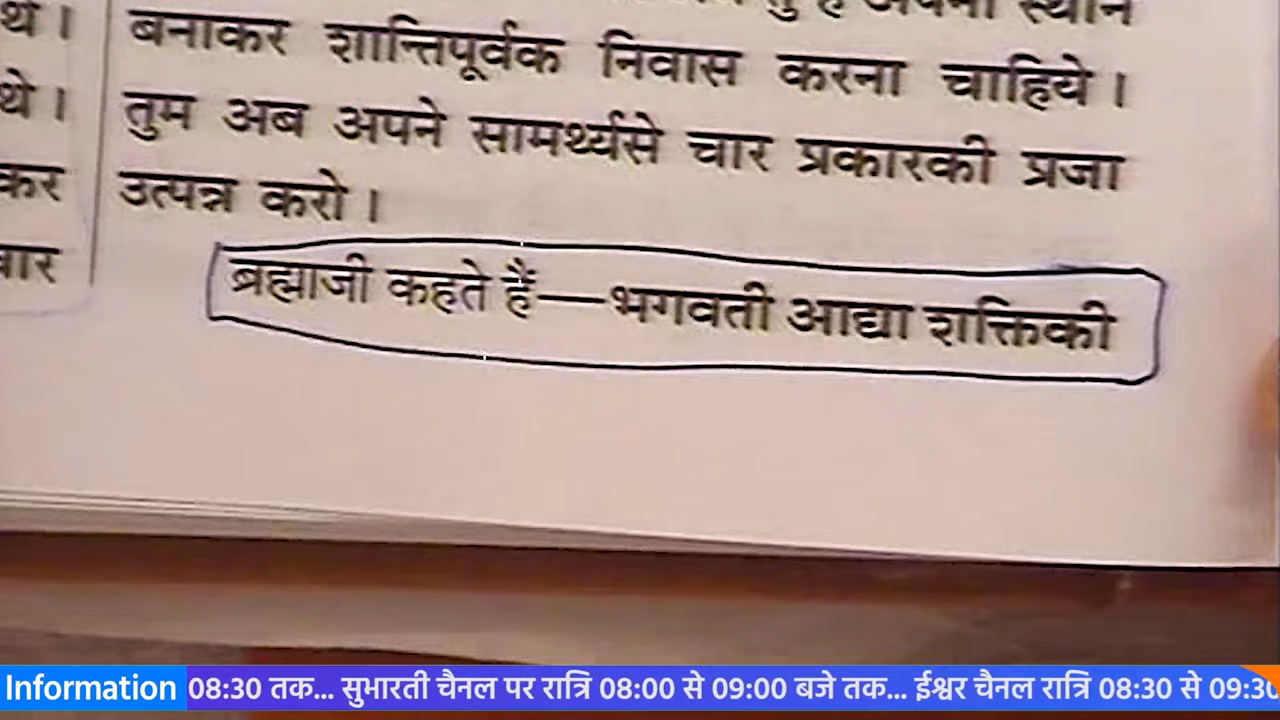 थे।
थे।
कर
वार
तुम्हें अपना स्थान
बनाकर शान्तिपूर्वक निवास करना चाहिये।
तुम अब अपने सामर्थ्यसे चार प्रकारकी प्रजा
उत्पन्न करो।
ब्रह्माजी कहते हैं—भगवती आद्या शक्तिकी
Information 08:30 तक... सुभारती चैनल पर रात्रि 08:00 से 09:00 बजे तक... ईश्वर चैनल रात्रि 08:30 से 09:30